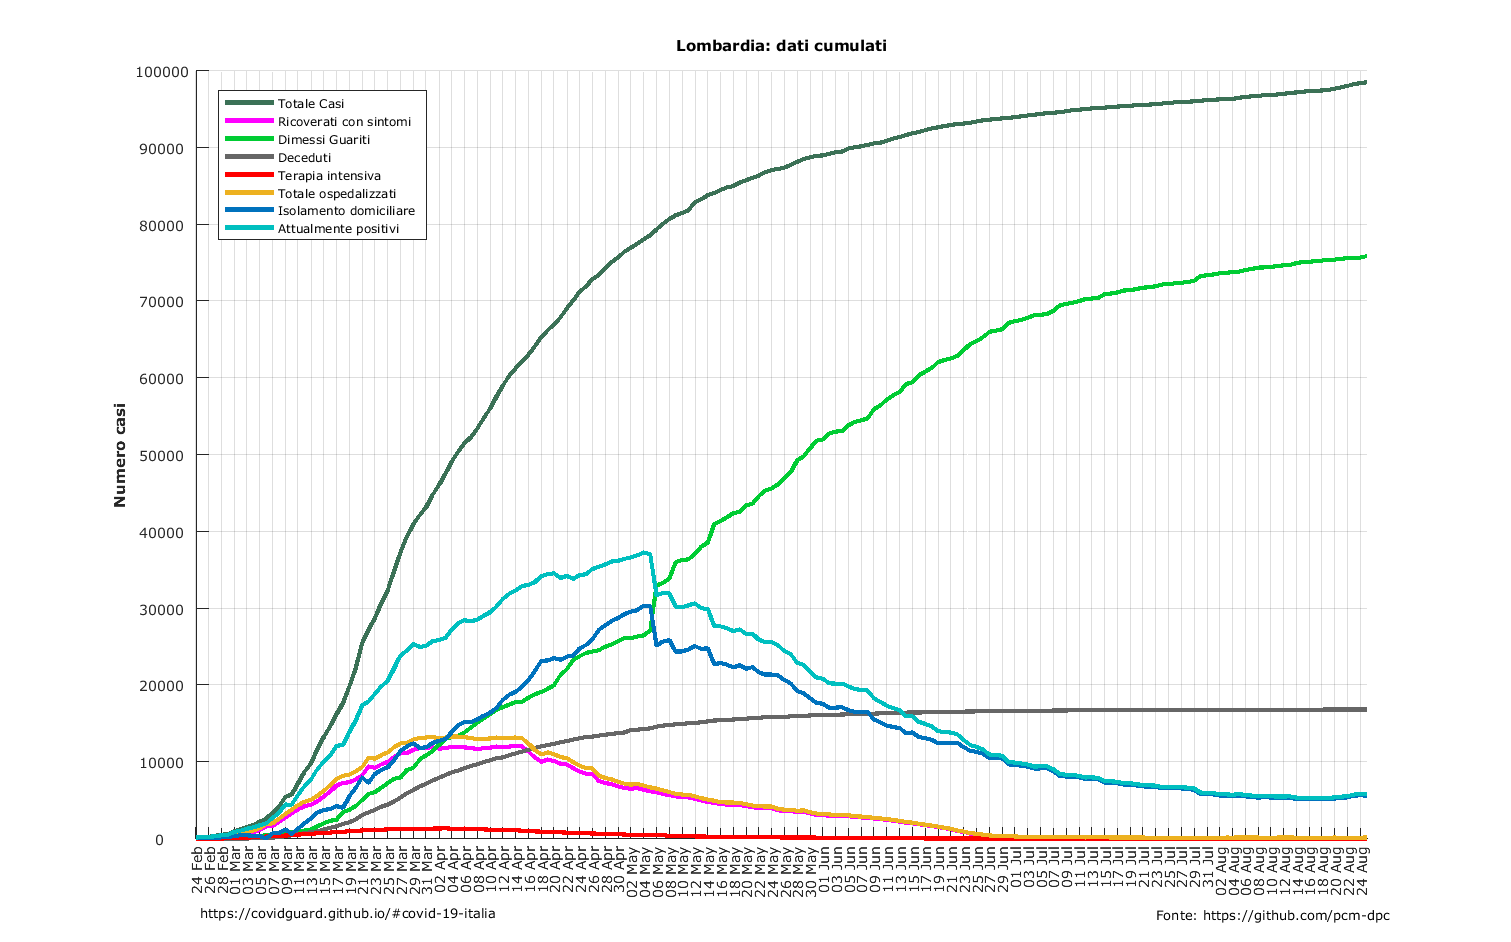 Lombardia: dati cumulati
Numero casi
100000
90000
80000
70000
60000
50000
40000
30000
20000
10000
0
Totale Casi
Ricoverati con sintomi
Dimessi Guariti
Deceduti
Terapia intensiva
Totale ospedalizzati
Isolamento domiciliare
Attualmente positivi
24 Feb
26 Feb
28 Feb
01 Mar
03 Mar
05 Mar
07 Mar
09 Mar
11 Mar
13 Mar
15 Mar
17 Mar
19 Mar
21 Mar
23 Mar
25 Mar
27 Mar
29 Mar
31 Mar
02 Apr
04 Apr
06 Apr
08 Apr
10 Apr
12 Apr
14 Apr
16 Apr
18 Apr
20 Apr
22 Apr
24 Apr
26 Apr
28 Apr
30 Apr
02 May
04 May
06 May
08 May
10 May
12 May
14 May
16 May
18 May
20 May
22 May
24 May
26 May
28 May
30 May
01 Jun
03 Jun
05 Jun
07 Jun
09 Jun
11 Jun
13 Jun
15 Jun
17 Jun
19 Jun
21 Jun
23 Jun
25 Jun
27 Jun
29 Jun
01 Jul
03 Jul
05 Jul
07 Jul
09 Jul
11 Jul
13 Jul
15 Jul
17 Jul
19 Jul
21 Jul
23 Jul
25 Jul
27 Jul
29 Jul
31 Jul
02 Aug
04 Aug
06 Aug
08 Aug
10 Aug
12 Aug
14 Aug
16 Aug
18 Aug
20 Aug
22 Aug
24 Aug
https://covidguard.github.io/#covid-19-italia
Fonte: https://github.com/pcm-dpc